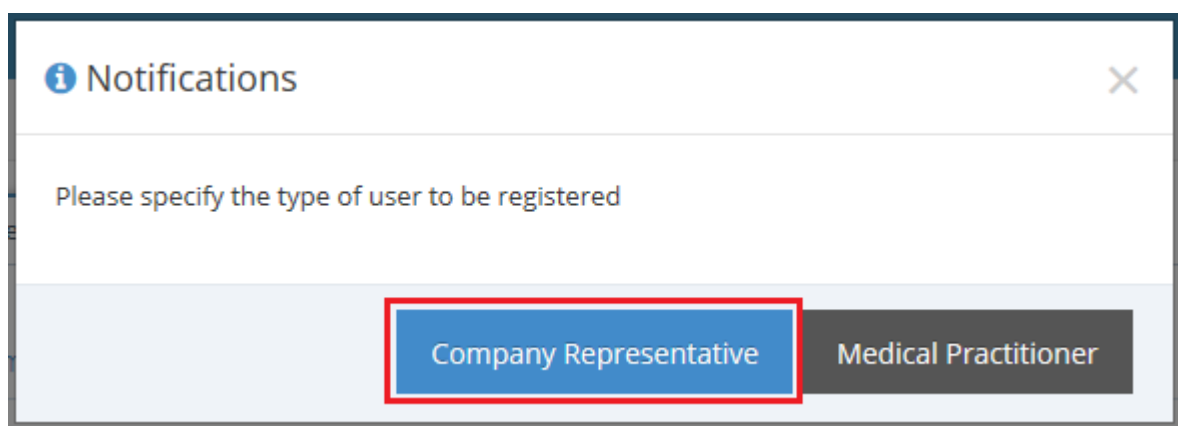 Notifications
Please specify the type of user to be registered
Company Representative
Medical Practitioner